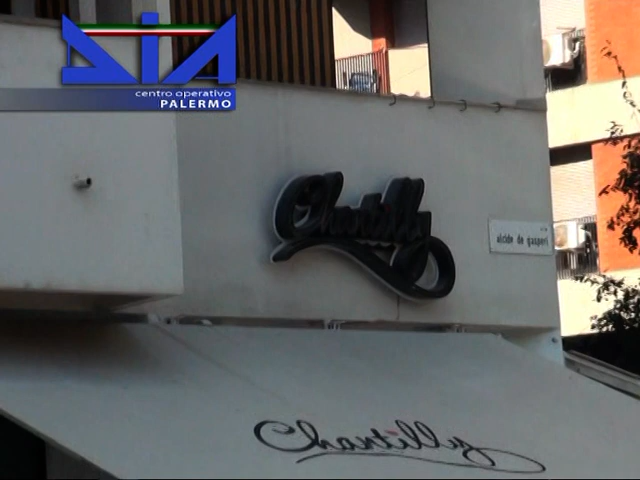 DIA
centro operativo
PALERMO
Chantilly
alcide de gasperi
Chantilly